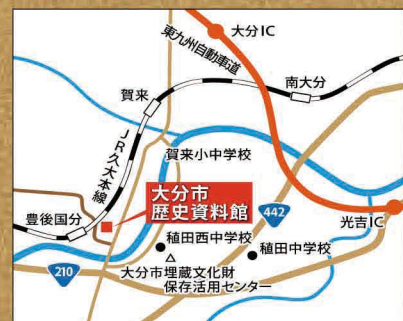 大分IC
東九州自動車道
南大分
賀来
JR久大本線
賀来小中学校
大分市
歴史資料館
豊後国分
442
光吉IC
稙田西中学校
稙田中学校
210
大分市埋蔵文化財
保存活用センター